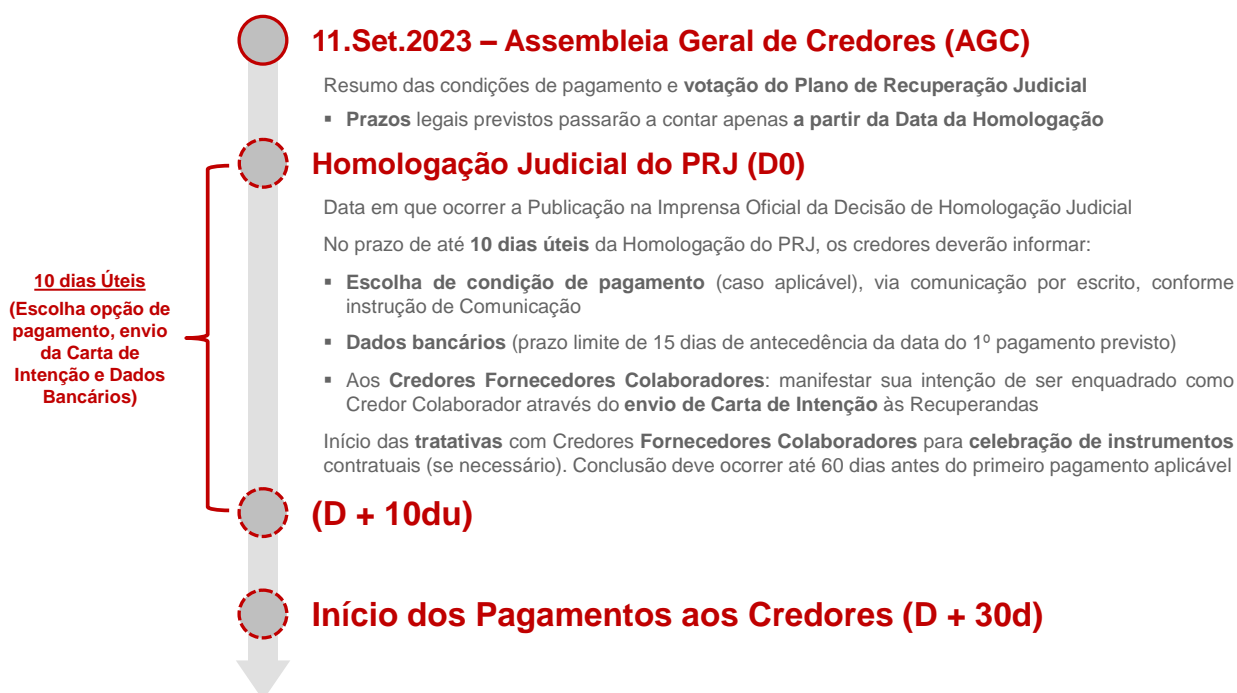 11.Set.2023 – Assembleia Geral de Credores (AGC)
Resumo das condições de pagamento e votação do Plano de Recuperação Judicial
▪ Prazos legais previstos passarão a contar apenas a partir da Data da Homologação
Homologação Judicial do PRJ (D0)
Data em que ocorrer a Publicação na Imprensa Oficial da Decisão de Homologação Judicial
No prazo de até 10 dias úteis da Homologação do PRJ, os credores deverão informar:
▪ Escolha de condição de pagamento (caso aplicável), via comunicação por escrito, conforme
instrução de Comunicação
▪ Dados bancários (prazo limite de 15 dias de antecedência da data do 1º pagamento previsto)
▪ Aos Credores Fornecedores Colaboradores: manifestar sua intenção de ser enquadrado como
Credor Colaborador através do envio de Carta de Intenção às Recuperandas
Início das tratativas com Credores Fornecedores Colaboradores para celebração de instrumentos
contratuais (se necessário). Conclusão deve ocorrer até 60 dias antes do primeiro pagamento aplicável
10 dias Úteis
(Escolha opção de
pagamento, envio
da Carta de
Intenção e Dados
Bancários)
(D + 10du)
Início dos Pagamentos aos Credores (D + 30d)